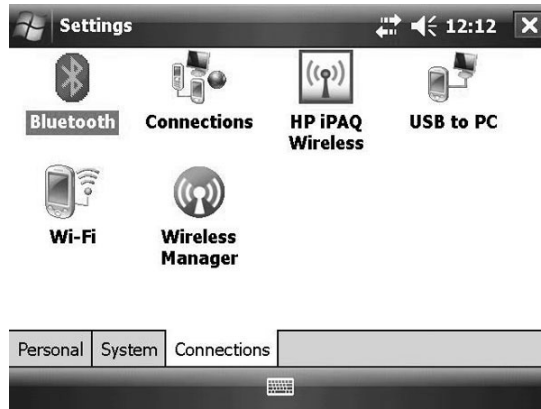 Settings 12:12
Bluetooth Connections HP iPAQ Wireless USB to PC
Wi-Fi Wireless Manager
Personal System Connections